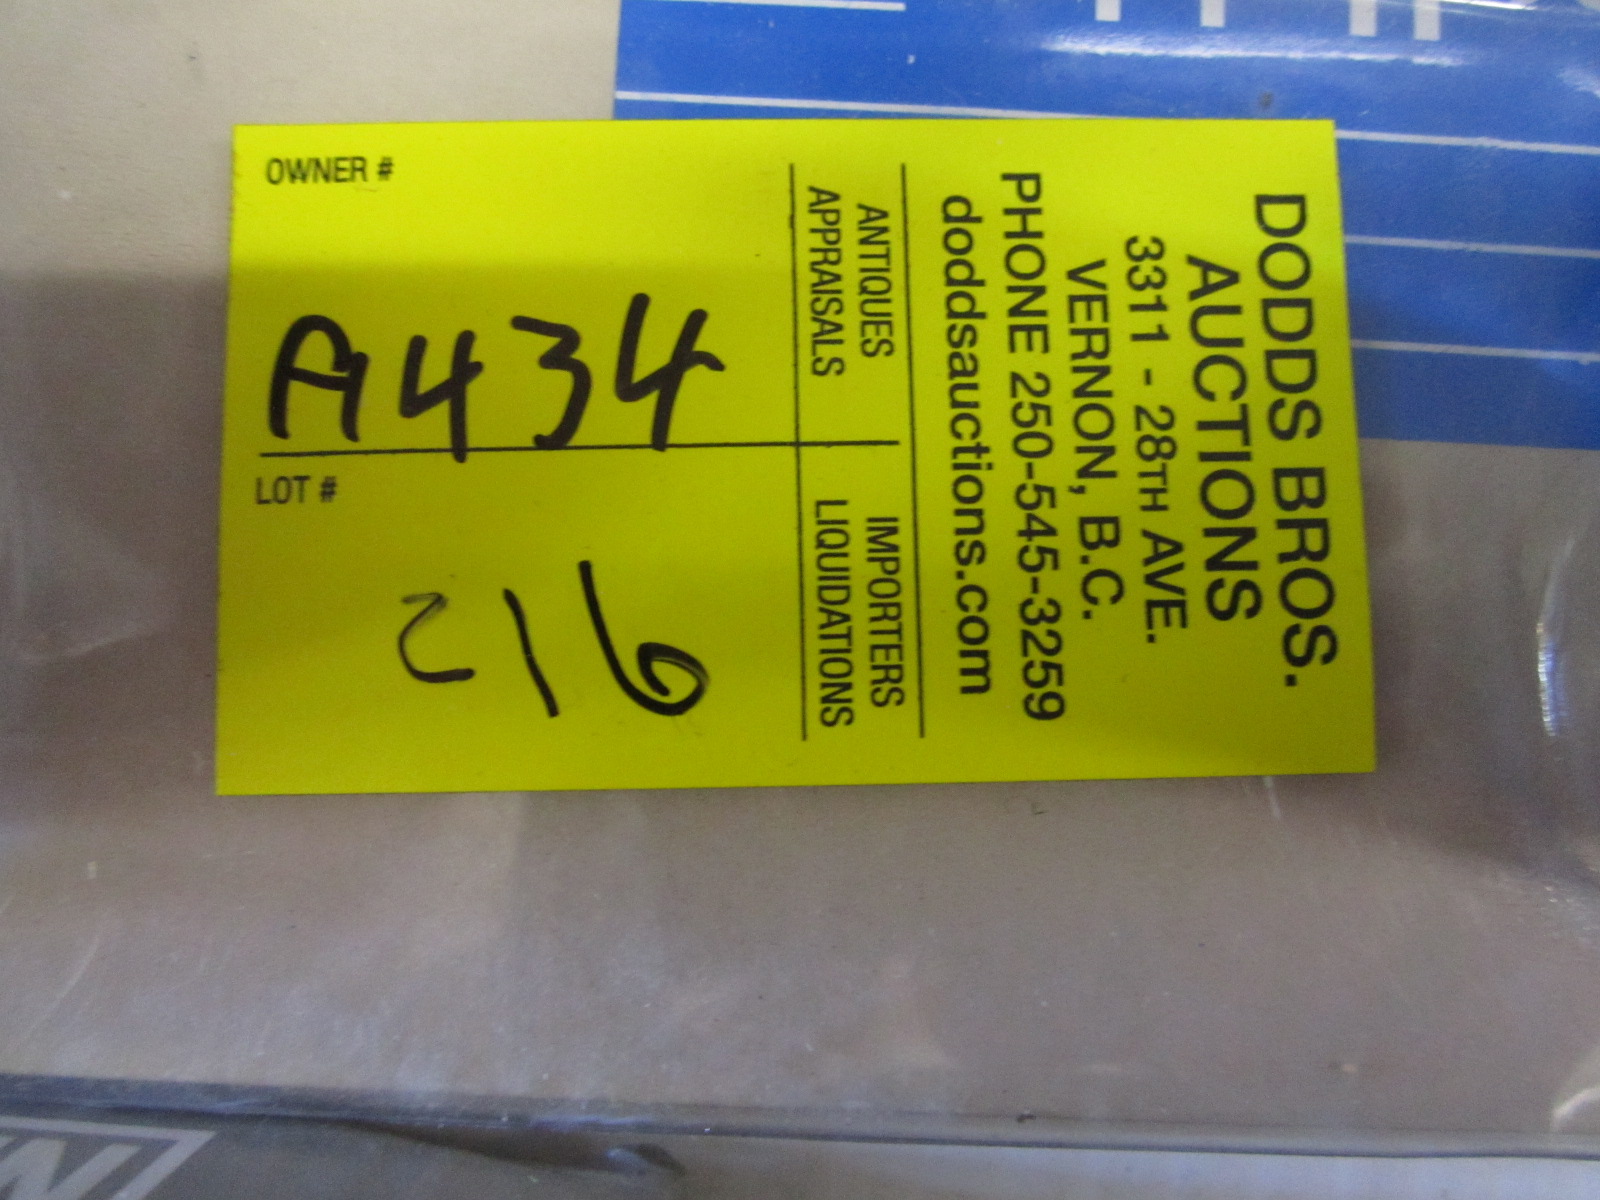 DODDS BROS.
AUCTIONS
3311 - 28TH AVE.
VERNON, B.C.
PHONE 250-545-3259
doddsauctions.com
ANTIQUES
APPRAISALS
IMPORTERS
LIQUIDATIONS
OWNER #
A434
LOT #
216